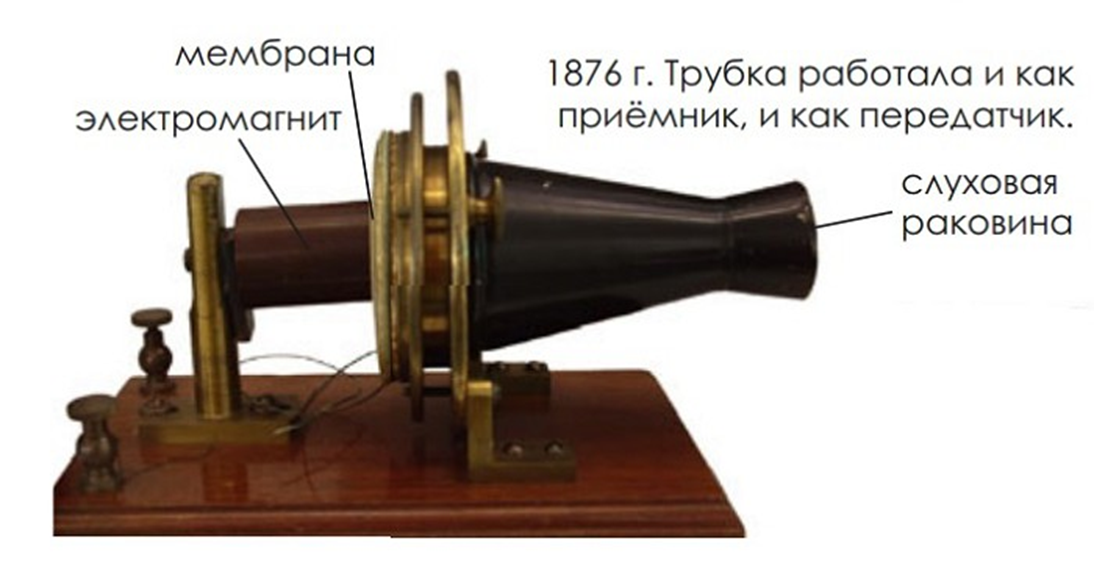 мембрана
электромагнит
1876 г. Трубка работала и как
приёмник, и как передатчик.
слуховая
раковина